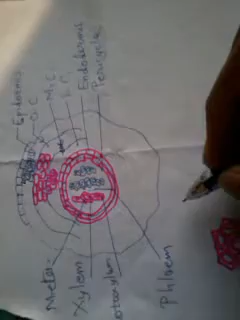 Epidermis
O.C
M.C
I.C
Endodermis
Pericycle
Meta-
Xylem
Protoxylem
Phloem